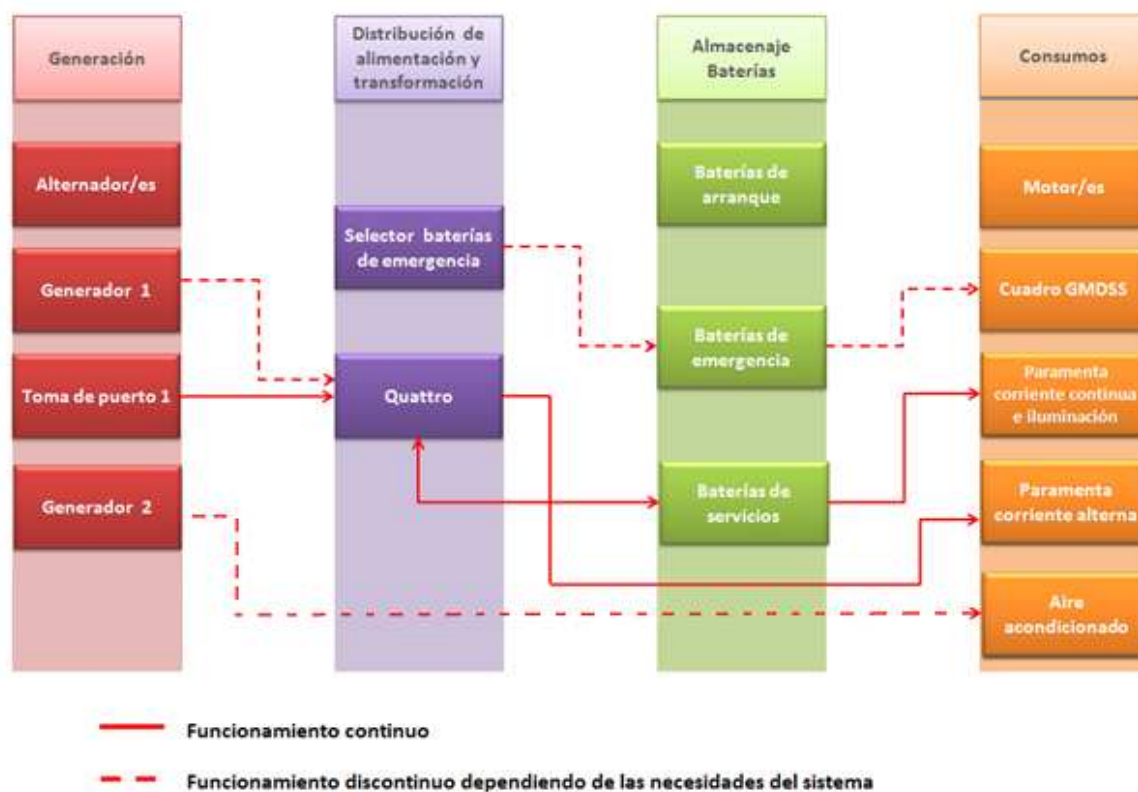 Generación
Distribución de
alimentación y
transformación
Almacenaje
Baterías
Consumos
Alternador/es
Generador 1
Toma de puerto 1
Generador 2
Selector baterías
de emergencia
Quattro
Baterías de
arranque
Baterías de
emergencia
Baterías de
servicios
Motor/es
Cuadro GMDSS
Paramenta
corriente continua
e iluminación
Paramenta
corriente alterna
Aire
acondicionado
Funcionamiento continuo
Funcionamiento discontinuo dependiendo de las necesidades del sistema